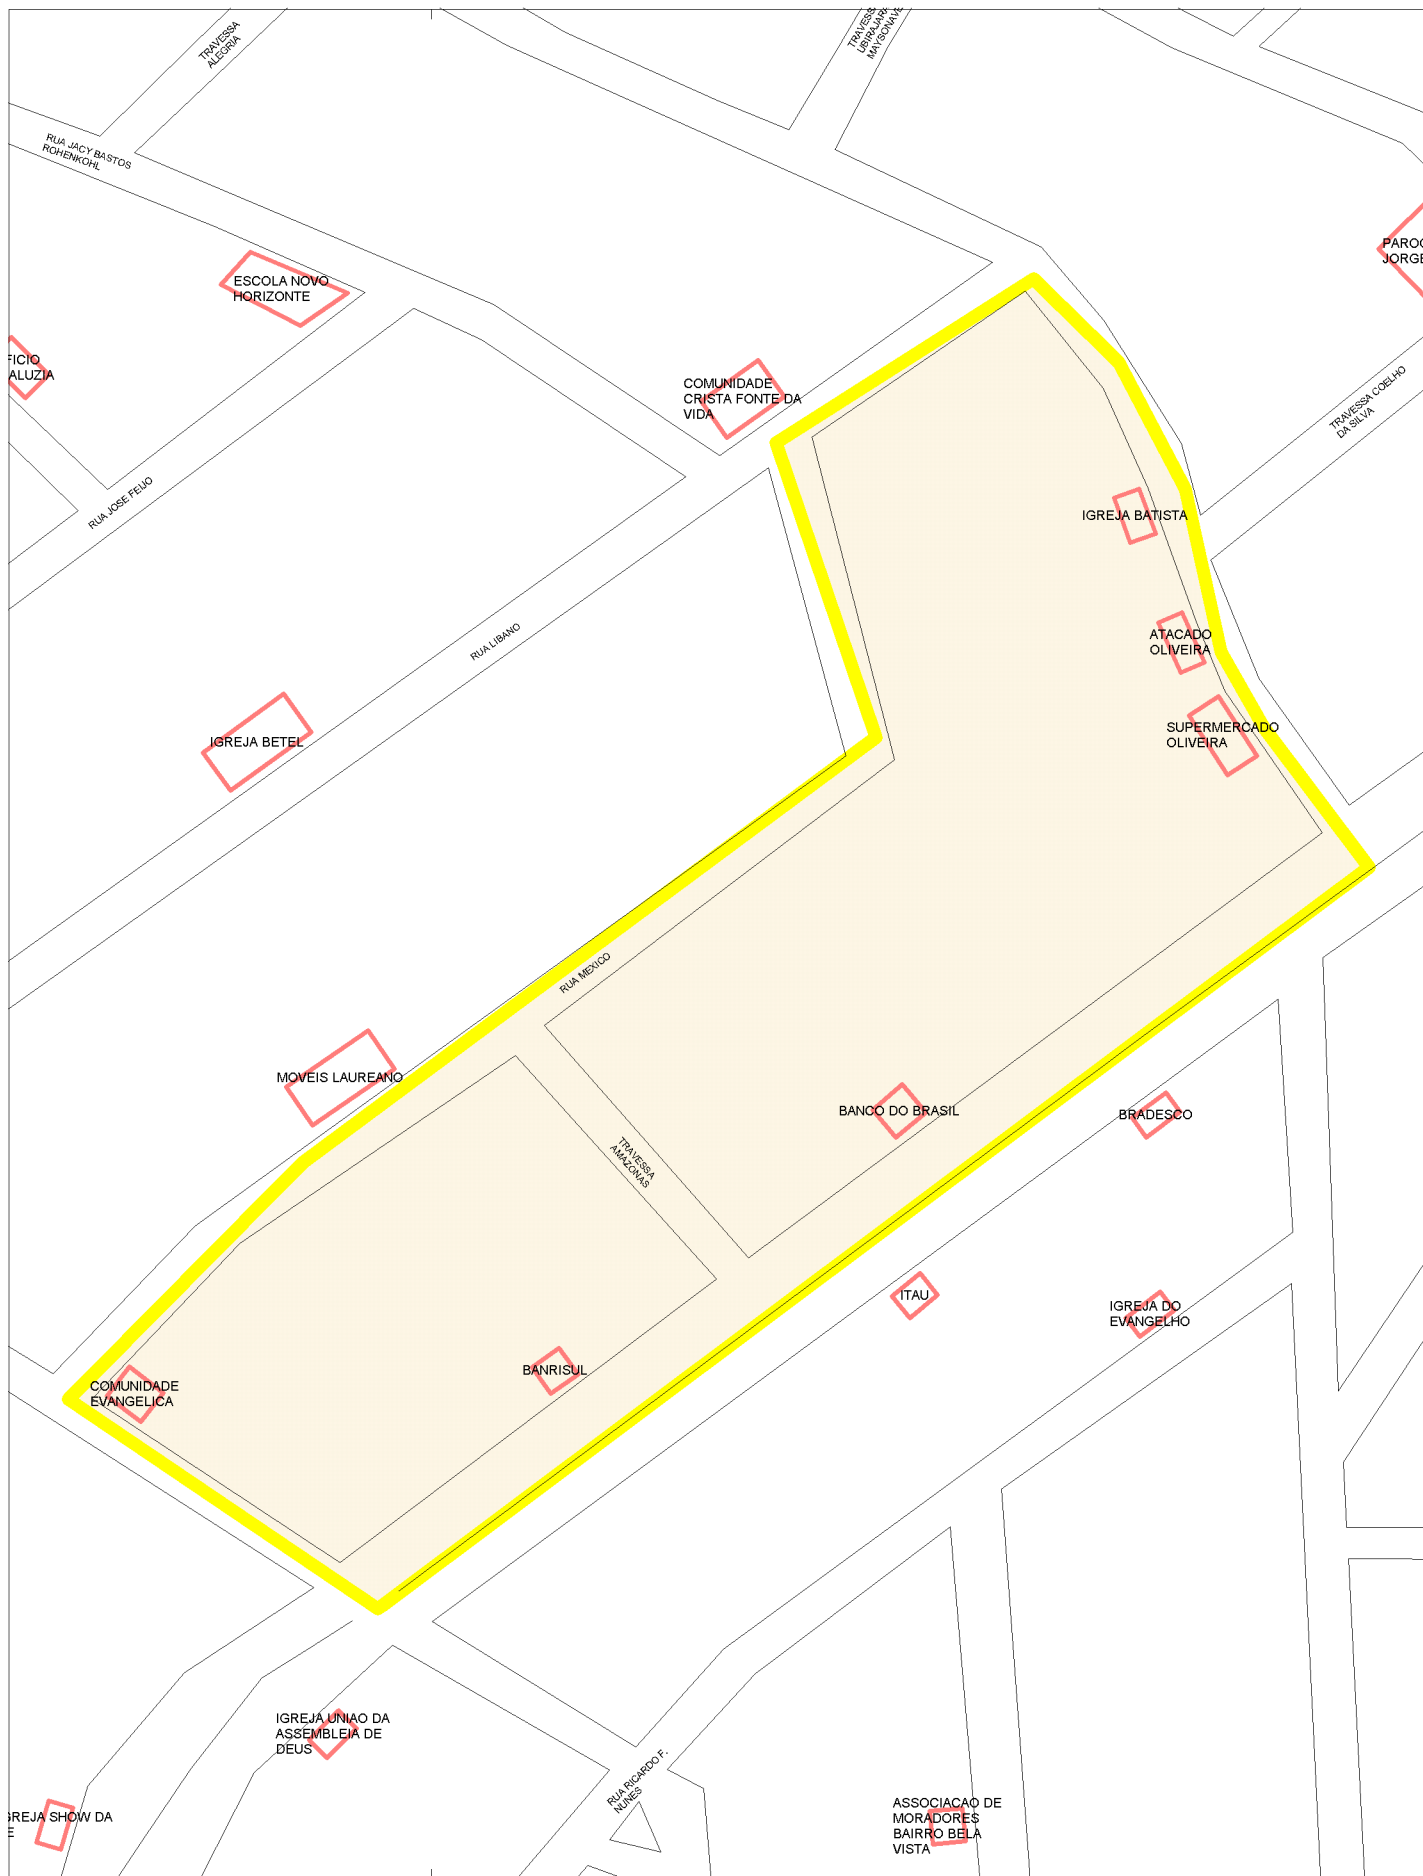 TRAVESSA
ALEGRIA
TRAVESS
UBIRAJARA
MAYSONAVE
RUA JACY BASTOS
ROHENKOHL
PAROC
JORGE
ESCOLA NOVO
HORIZONTE
FICIO
ALUZIA
COMUNIDADE
CRISTA FONTE DA
VIDA
TRAVESSA COELHO
DA SILVA
RUA JOSE FEIJO
IGREJA BATISTA
RUA LIBANO
ATACADO
OLIVEIRA
SUPERMERCADO
OLIVEIRA
IGREJA BETEL
RUA MEXICO
MOVEIS LAUREANO
BANCO DO BRASIL
BRADESCO
TRAVESSA
AMAZONAS
ITAU
IGREJA DO
EVANGELHO
BANRISUL
COMUNIDADE
EVANGELICA
IGREJA UNIAO DA
ASSEMBLEIA DE
DEUS
RUA RICARDO F.
NUNES
GREJA SHOW DA
E
ASSOCIACAO DE
MORADORES
BAIRRO BELA
VISTA